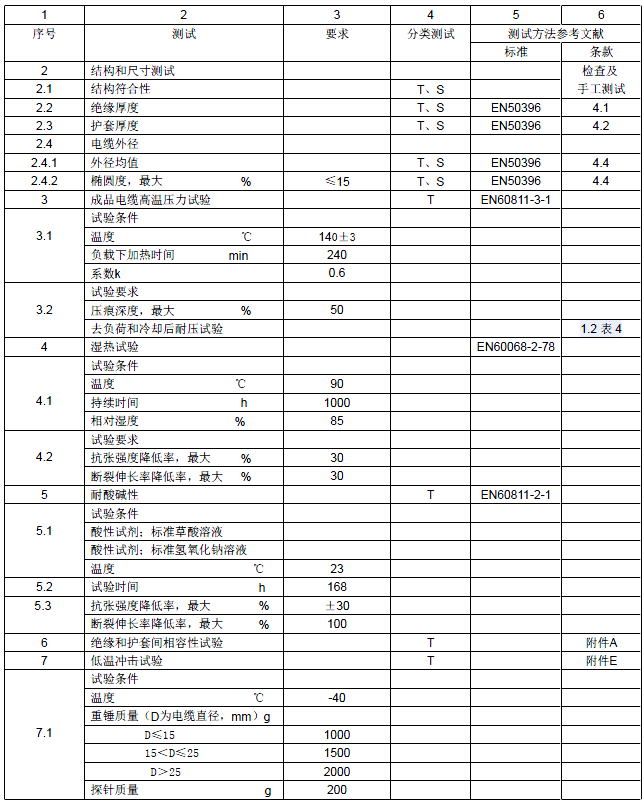 1 2 3 4 5 6
序号 测试 要求 分类测试 测试方法参考文献
标准 条款
2 结构和尺寸测试 检查及
2.1 结构符合性 T、S 手工测试
2.2 绝缘厚度 T、S EN50396 4.1
2.3 护套厚度 T、S EN50396 4.2
2.4 电缆外径
2.4.1 外径均值 T、S EN50396 4.4
2.4.2 椭圆度，最大 % ≤15 T、S EN50396 4.4
3 成品电缆高温压力试验 T EN60811-3-1
试验条件
3.1 温度 ℃ 140±3
负载下加热时间 min 240
系数k 0.6
试验要求
3.2 压痕深度，最大 % 50
去负荷和冷却后耐压试验 1.2 表 4
4 湿热试验 EN60068-2-78
试验条件
温度 ℃ 90
4.1 持续时间 h 1000
相对湿度 % 85
试验要求
4.2 抗张强度降低率，最大 % 30
断裂伸长率降低率，最大 % 30
5 耐酸碱性 T EN60811-2-1
试验条件
5.1 酸性试剂；标准草酸溶液
酸性试剂；标准氢氧化钠溶液
温度 ℃ 23
5.2 试验时间 h 168
5.3 抗张强度降低率，最大 % ±30
断裂伸长率降低率，最大 % 100
6 绝缘和护套间相容性试验 T 附件A
7 低温冲击试验 T 附件E
试验条件
温度 ℃ -40
重锤质量（D为电缆直径，mm）g
7.1 D≤15 1000
15＜D≤25 1500
D＞25 2000
探针质量 g 200